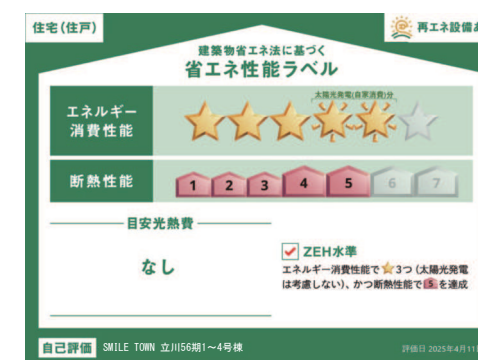 住宅(住戸)
再エネ設備あ
建築物省エネ法に基づく
省エネ性能ラベル
太陽光発電(自家消費)分
エネルギー
消費性能
断熱性能
1 2 3 4 5 6 7
目安光熱費
なし
ZEH水準
エネルギー消費性能で★3つ(太陽光発電
は考慮しない)、かつ断熱性能で5を達成
自己評価 SMILE TOWN 立川56期1〜4号棟
評価日 2025年4月11